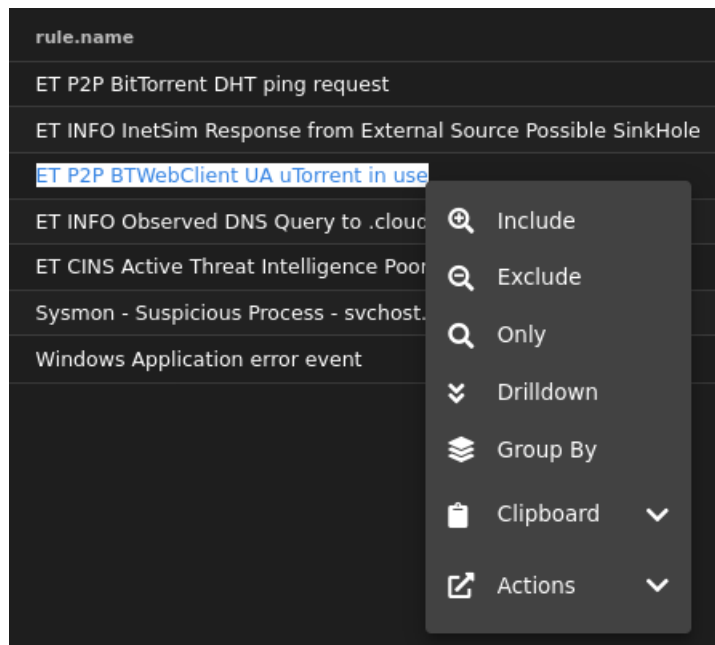 rule.name
ET P2P BitTorrent DHT ping request
ET INFO InetSim Response from External Source Possible SinkHole
ET P2P BTWebClient UA uTorrent in use
ET INFO Observed DNS Query to .cloud
ET CINS Active Threat Intelligence Poor
Sysmon - Suspicious Process - svchost.
Windows Application error event
Include
Exclude
Only
Drilldown
Group By
Clipboard
Actions